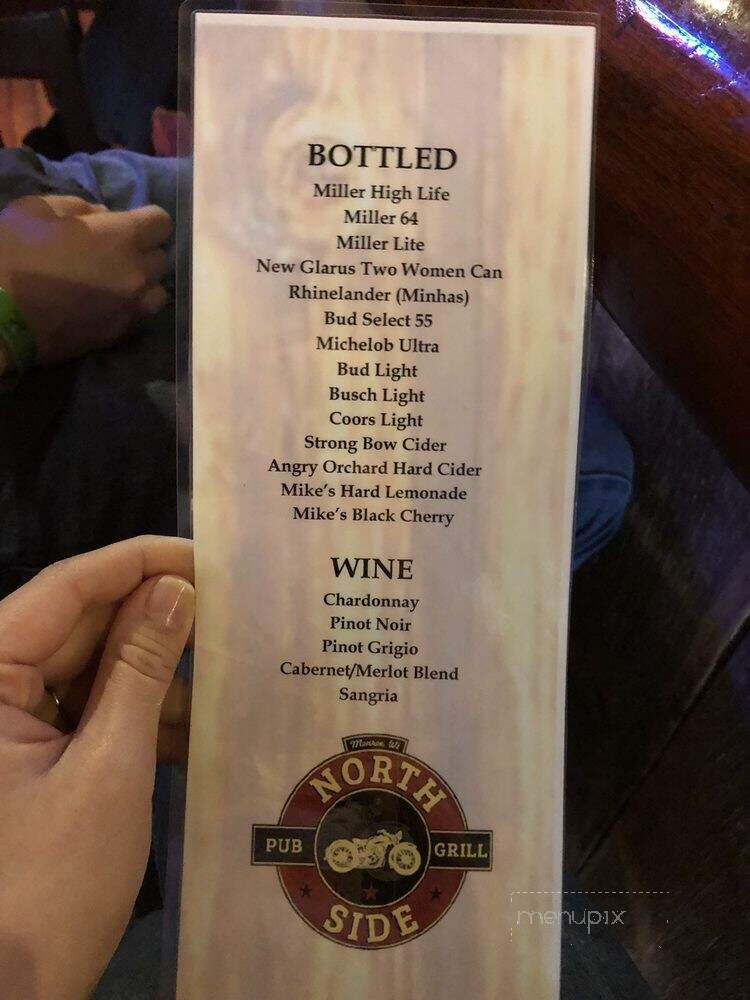 BOTTLED
Miller High Life
Miller 64
Miller Lite
New Glarus Two Women Can
Rhinelander (Minhas)
Bud Select 55
Michelob Ultra
Bud Light
Busch Light
Coors Light
Strong Bow Cider
Angry Orchard Hard Cider
Mike's Hard Lemonade
Mike's Black Cherry
WINE
Chardonnay
Pinot Noir
Pinot Grigio
Cabernet/Merlot Blend
Sangria
Monroe, WI
NORTH
PUB GRILL
SIDE
menupix